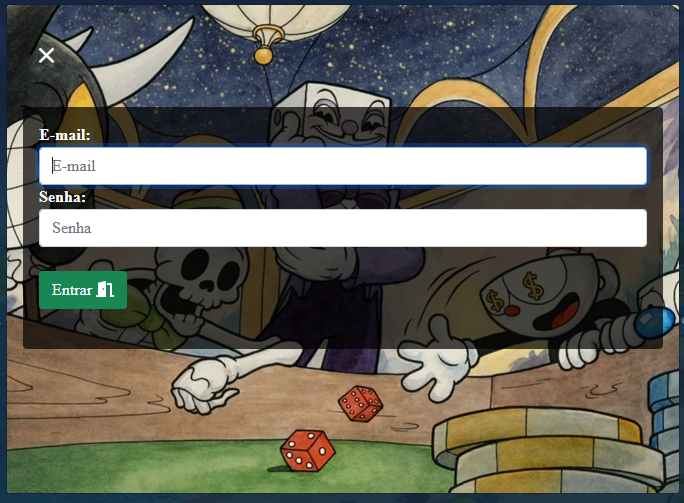 E-mail:
E-mail
Senha:
Senha
Entrar
$ $